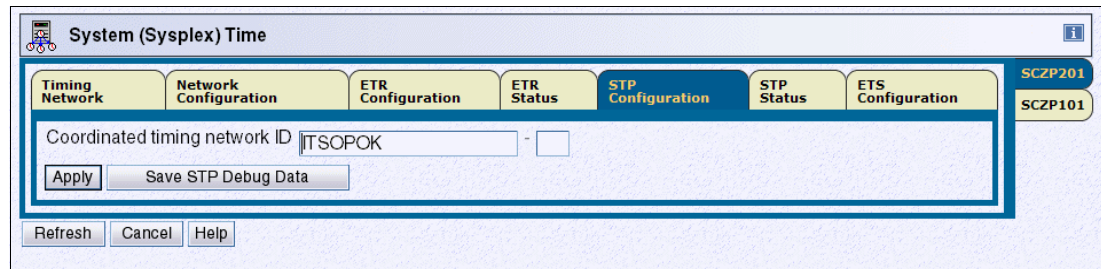 System (Sysplex) Time
i
SCZP201
SCZP101
Timing Network
Network Configuration
ETR Configuration
ETR Status
STP Configuration
STP Status
ETS Configuration
Coordinated timing network ID ITSOPOK -
Apply Save STP Debug Data
Refresh Cancel Help